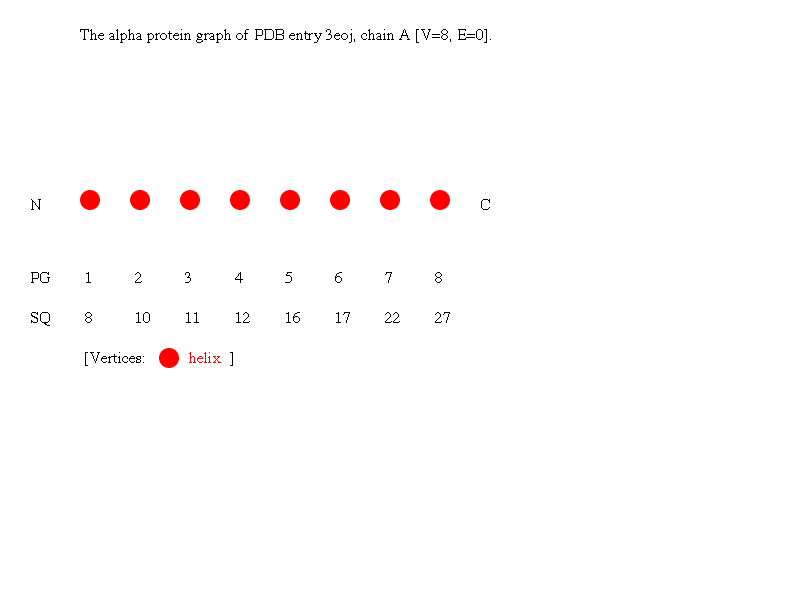 The alpha protein graph of PDB entry 3eoj, chain A [V=8, E=0].
N C
PG 1 2 3 4 5 6 7 8
SQ 8 10 11 12 16 17 22 27
[Vertices: helix ]